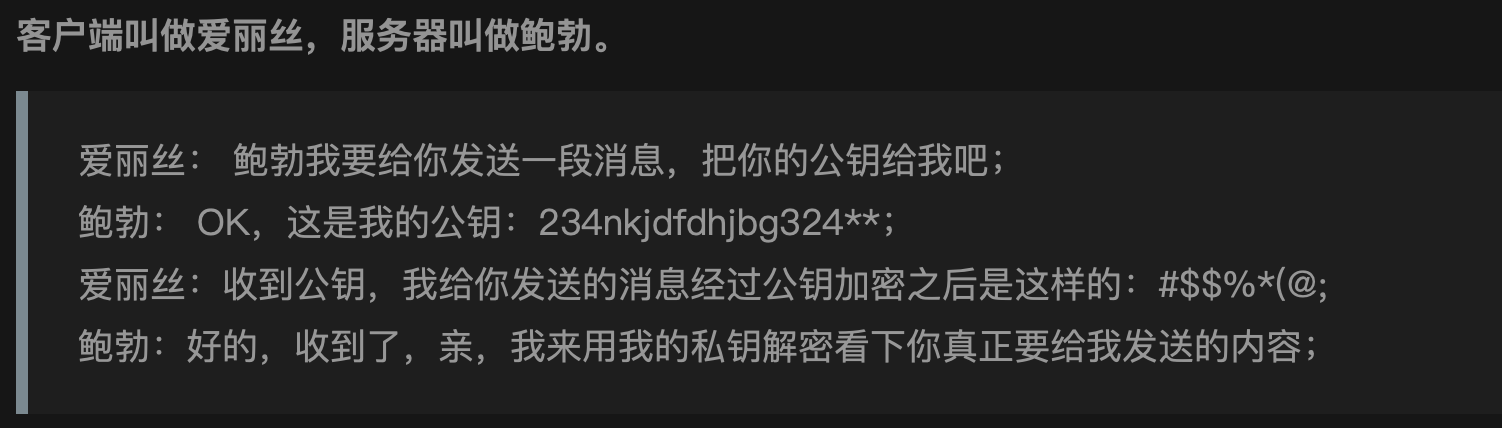 客户端叫做爱丽丝，服务器叫做鲍勃。
爱丽丝： 鲍勃我要给你发送一段消息，把你的公钥给我吧；
鲍勃： OK，这是我的公钥：234nkjdfdhjbg324**；
爱丽丝：收到公钥，我给你发送的消息经过公钥加密之后是这样的：#$$%*(@;
鲍勃：好的，收到了，亲，我来用我的私钥解密看下你真正要给我发送的内容；